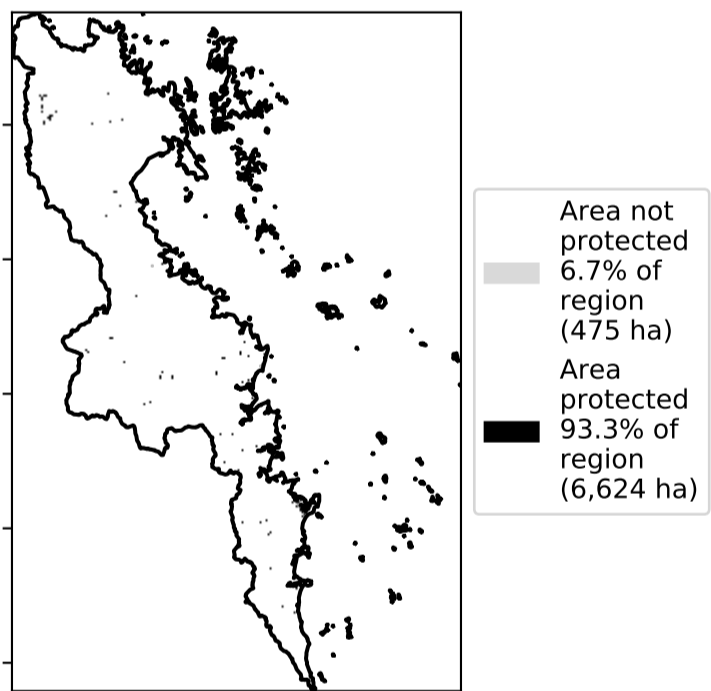 Area not
protected
6.7% of
region
(475 ha)
Area
protected
93.3% of
region
(6,624 ha)